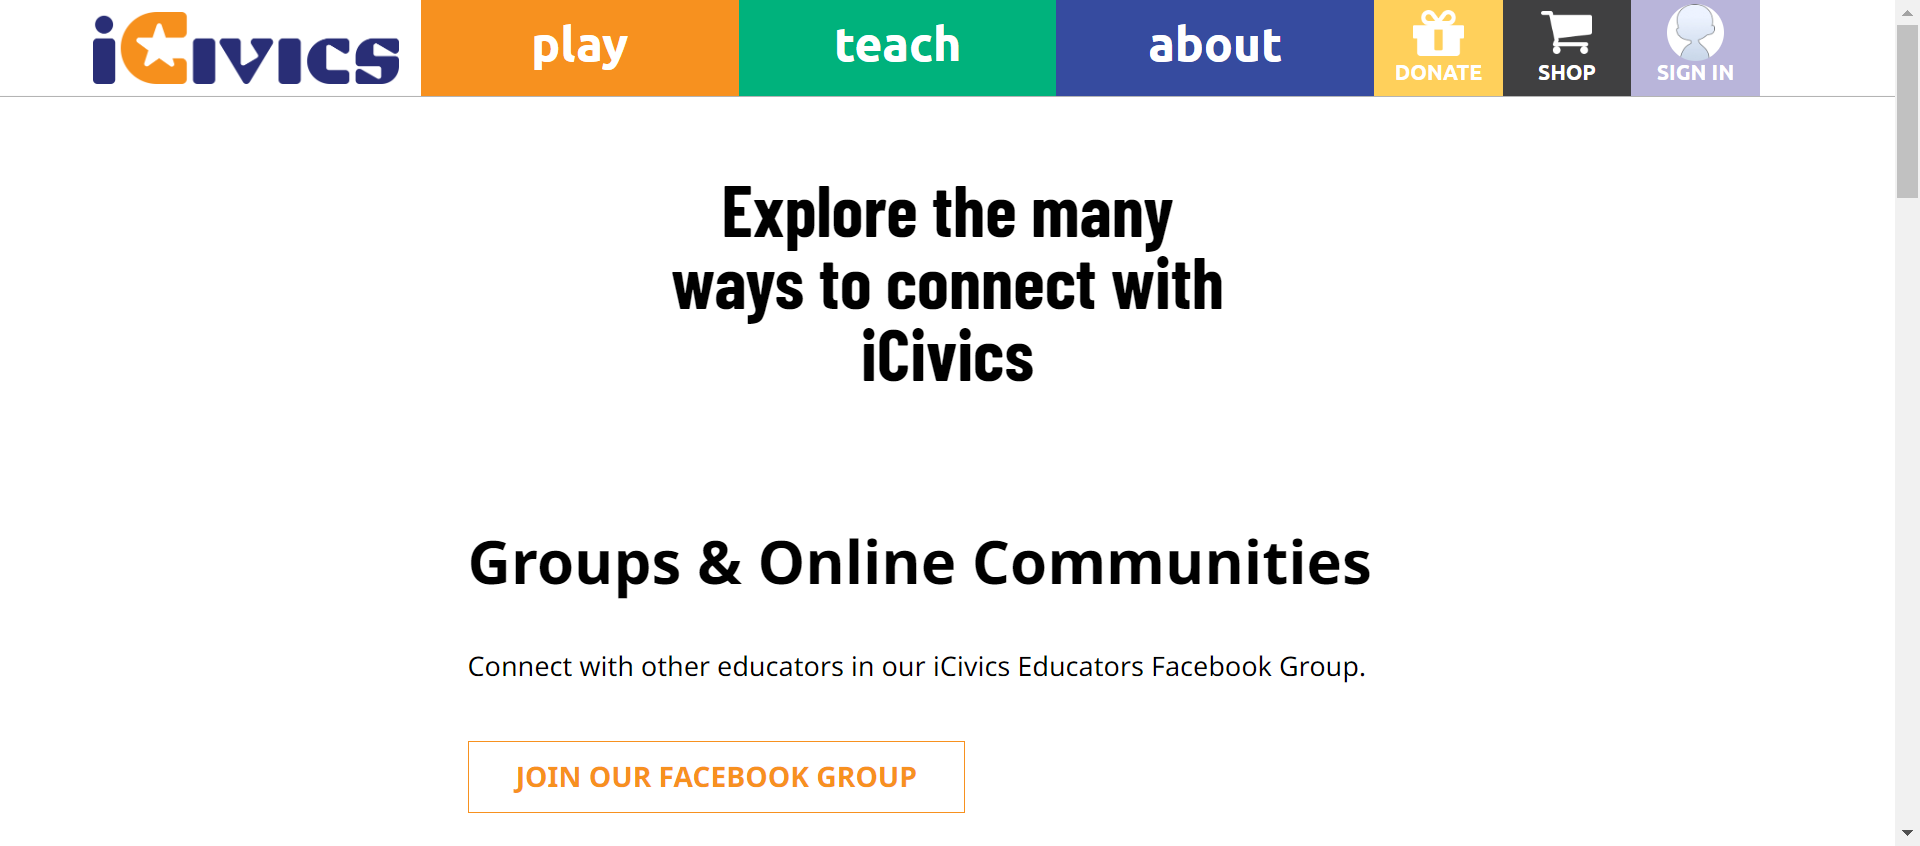 iCivics
play
teach
about
DONATE
SHOP
SIGN IN
Explore the many
ways to connect with
iCivics
Groups & Online Communities
Connect with other educators in our iCivics Educators Facebook Group.
JOIN OUR FACEBOOK GROUP